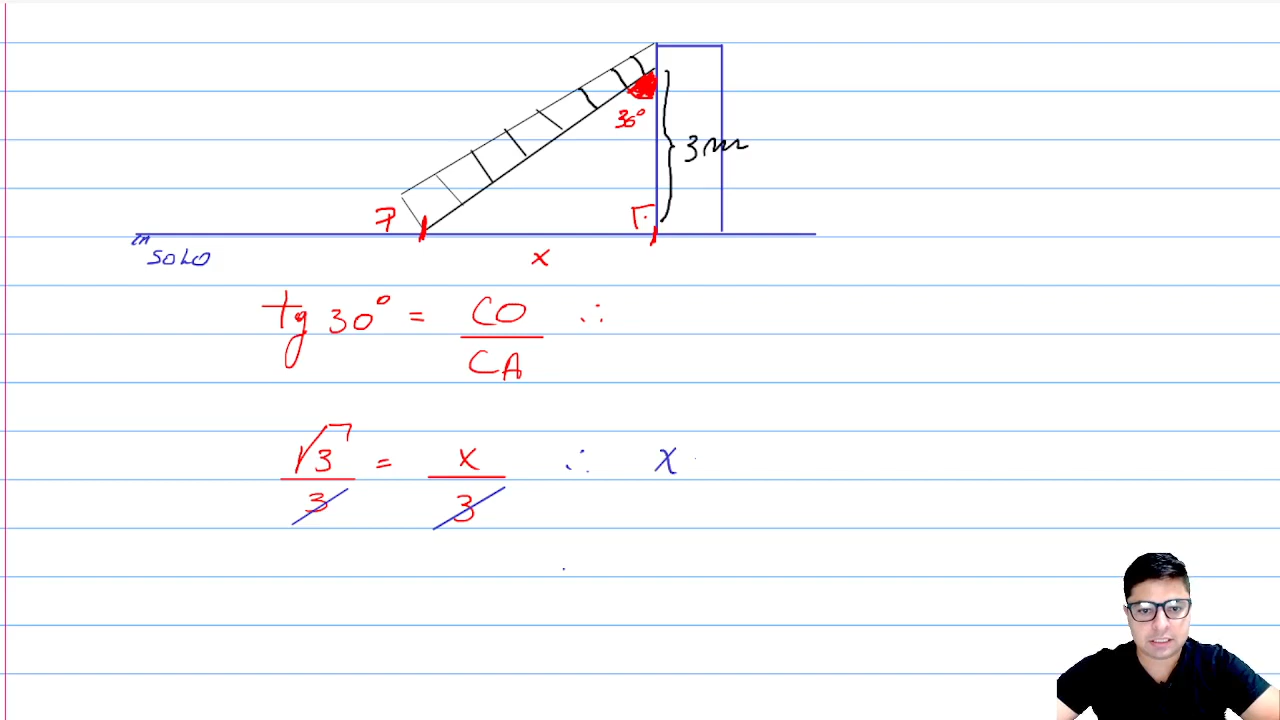 30°
3m
x
SOLO
tg 30° = CO/CA ∴
√3/3 = x/3 ∴ x